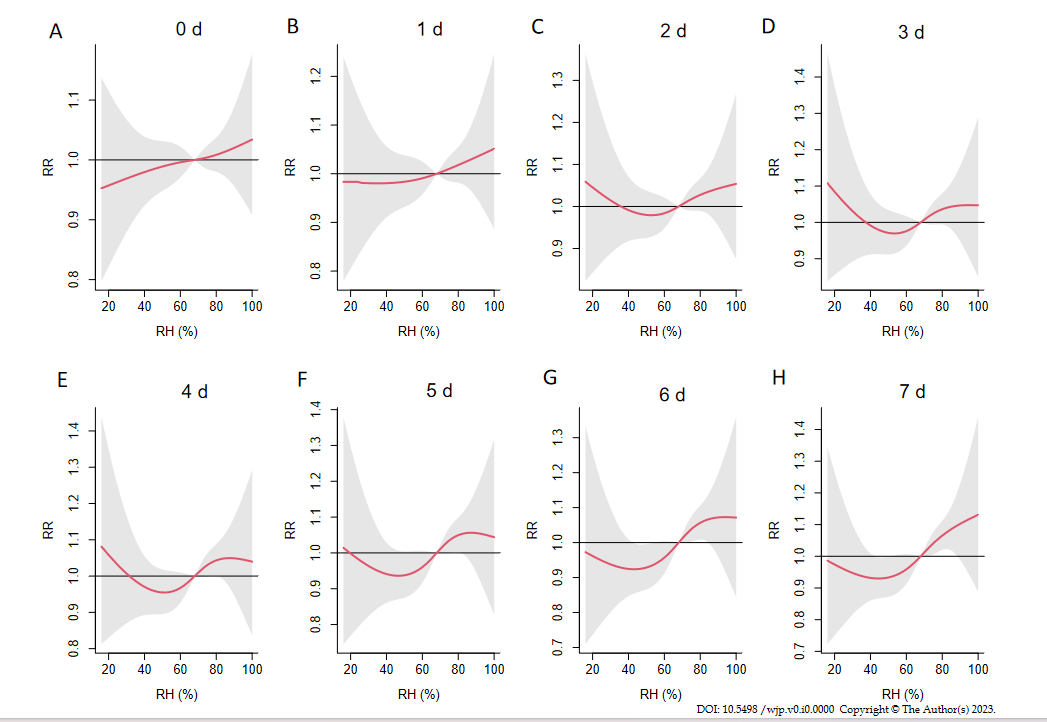 A 0 d
B 1 d
C 2 d
D 3 d
RR
0.8 0.9 1.0 1.1
20 40 60 80 100
RH (%)
RR
0.8 0.9 1.0 1.1 1.2
20 40 60 80 100
RH (%)
RR
0.9 1.0 1.1 1.2 1.3
20 40 60 80 100
RH (%)
RR
0.9 1.0 1.1 1.2 1.3 1.4
20 40 60 80 100
RH (%)
E 4 d
F 5 d
G 6 d
H 7 d
RR
0.8 0.9 1.0 1.1 1.2 1.3 1.4
20 40 60 80 100
RH (%)
RR
0.8 0.9 1.0 1.1 1.2 1.3 1.4
20 40 60 80 100
RH (%)
RR
0.7 0.8 0.9 1.0 1.1 1.2 1.3
20 40 60 80 100
RH (%)
RR
0.7 0.8 0.9 1.0 1.1 1.2 1.3 1.4
20 40 60 80 100
RH (%)
DOI: 10.5498 /wjp.v0.i0.0000 Copyright © The Author(s) 2023.